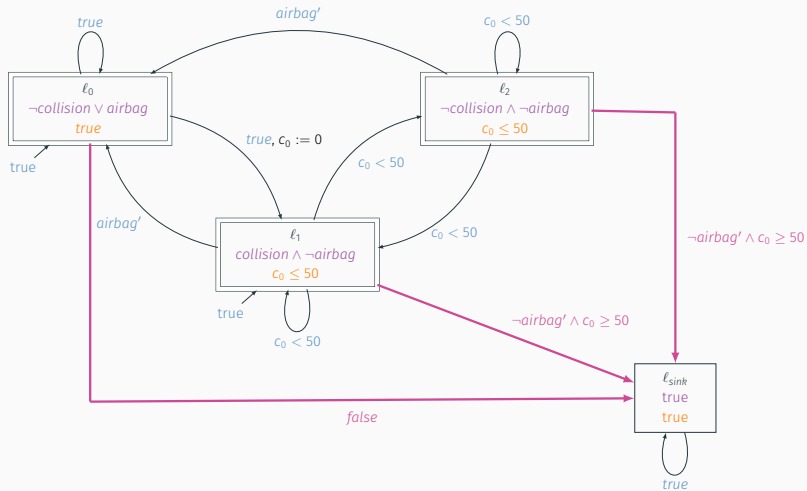 airbag′
true
c₀ < 50
ℓ₀
¬collision ∨ airbag
true
ℓ₂
¬collision ∧ ¬airbag
c₀ ≤ 50
true, c₀ := 0
true
c₀ < 50
airbag′
c₀ < 50
ℓ₁
collision ∧ ¬airbag
c₀ ≤ 50
¬airbag′ ∧ c₀ ≥ 50
true
¬airbag′ ∧ c₀ ≥ 50
c₀ < 50
ℓsink
true
true
false
true